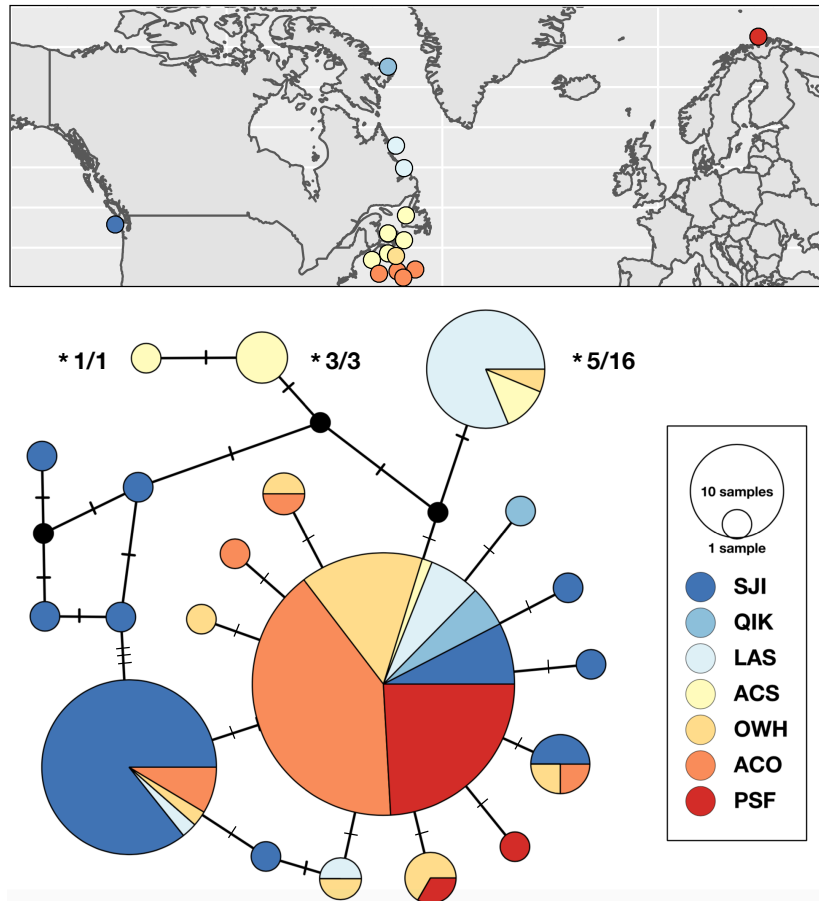 * 1/1
* 3/3
* 5/16
10 samples
1 sample
SJI
QIK
LAS
ACS
OWH
ACO
PSF